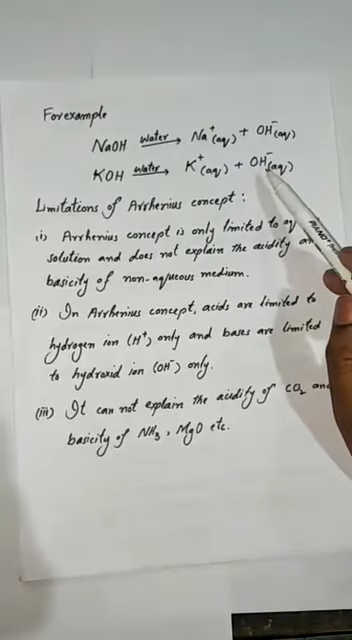 For example
NaOH water → Na⁺(aq) + OH⁻(aq)
KOH water → K⁺(aq) + OH⁻(aq)
Limitations of Arrhenius concept :
(i) Arrhenius concept is only limited to aq
solution and does not explain the acidity an
basicity of non-aqueous medium.
(ii) In Arrhenius concept, acids are limited to
hydrogen ion (H⁺) only and bases are limited
to hydroxid ion (OH⁻) only.
(iii) It can not explain the acidity of CO₂ and
basicity of NH₃, MgO etc.